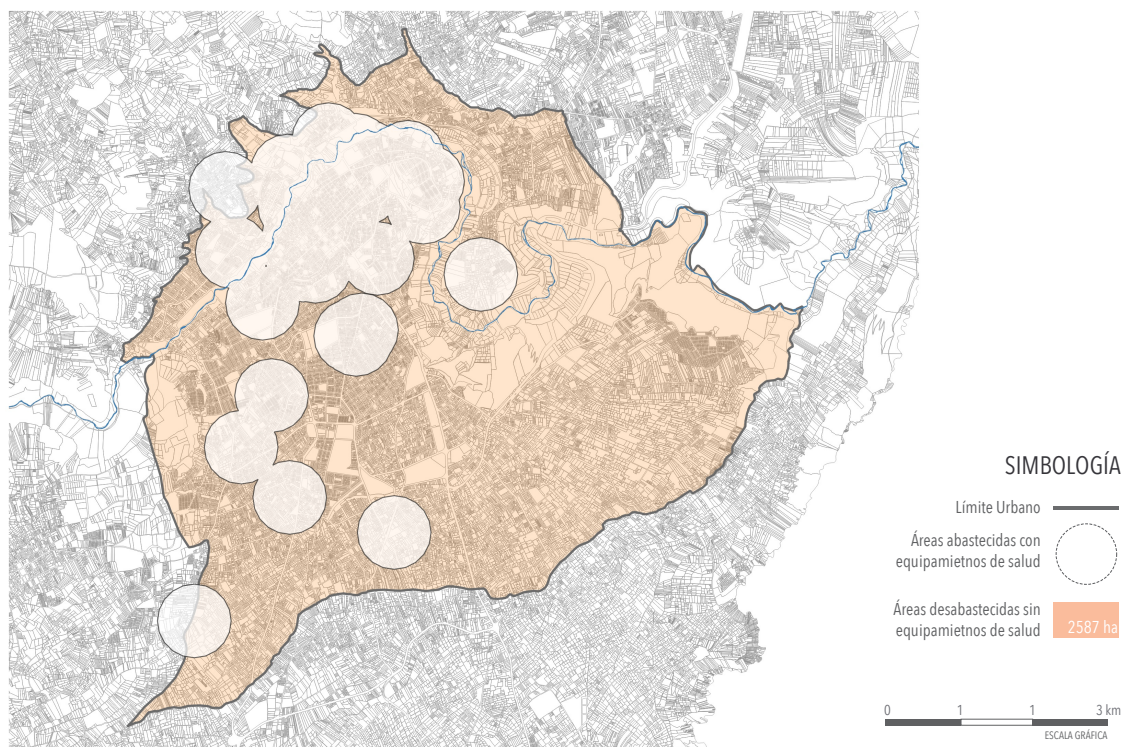 SIMBOLOGÍA
Límite Urbano
Áreas abastecidas con
equipamietnos de salud
Áreas desabastecidas sin
equipamietnos de salud
2587 ha
0 1 1 3 km
ESCALA GRÁFICA